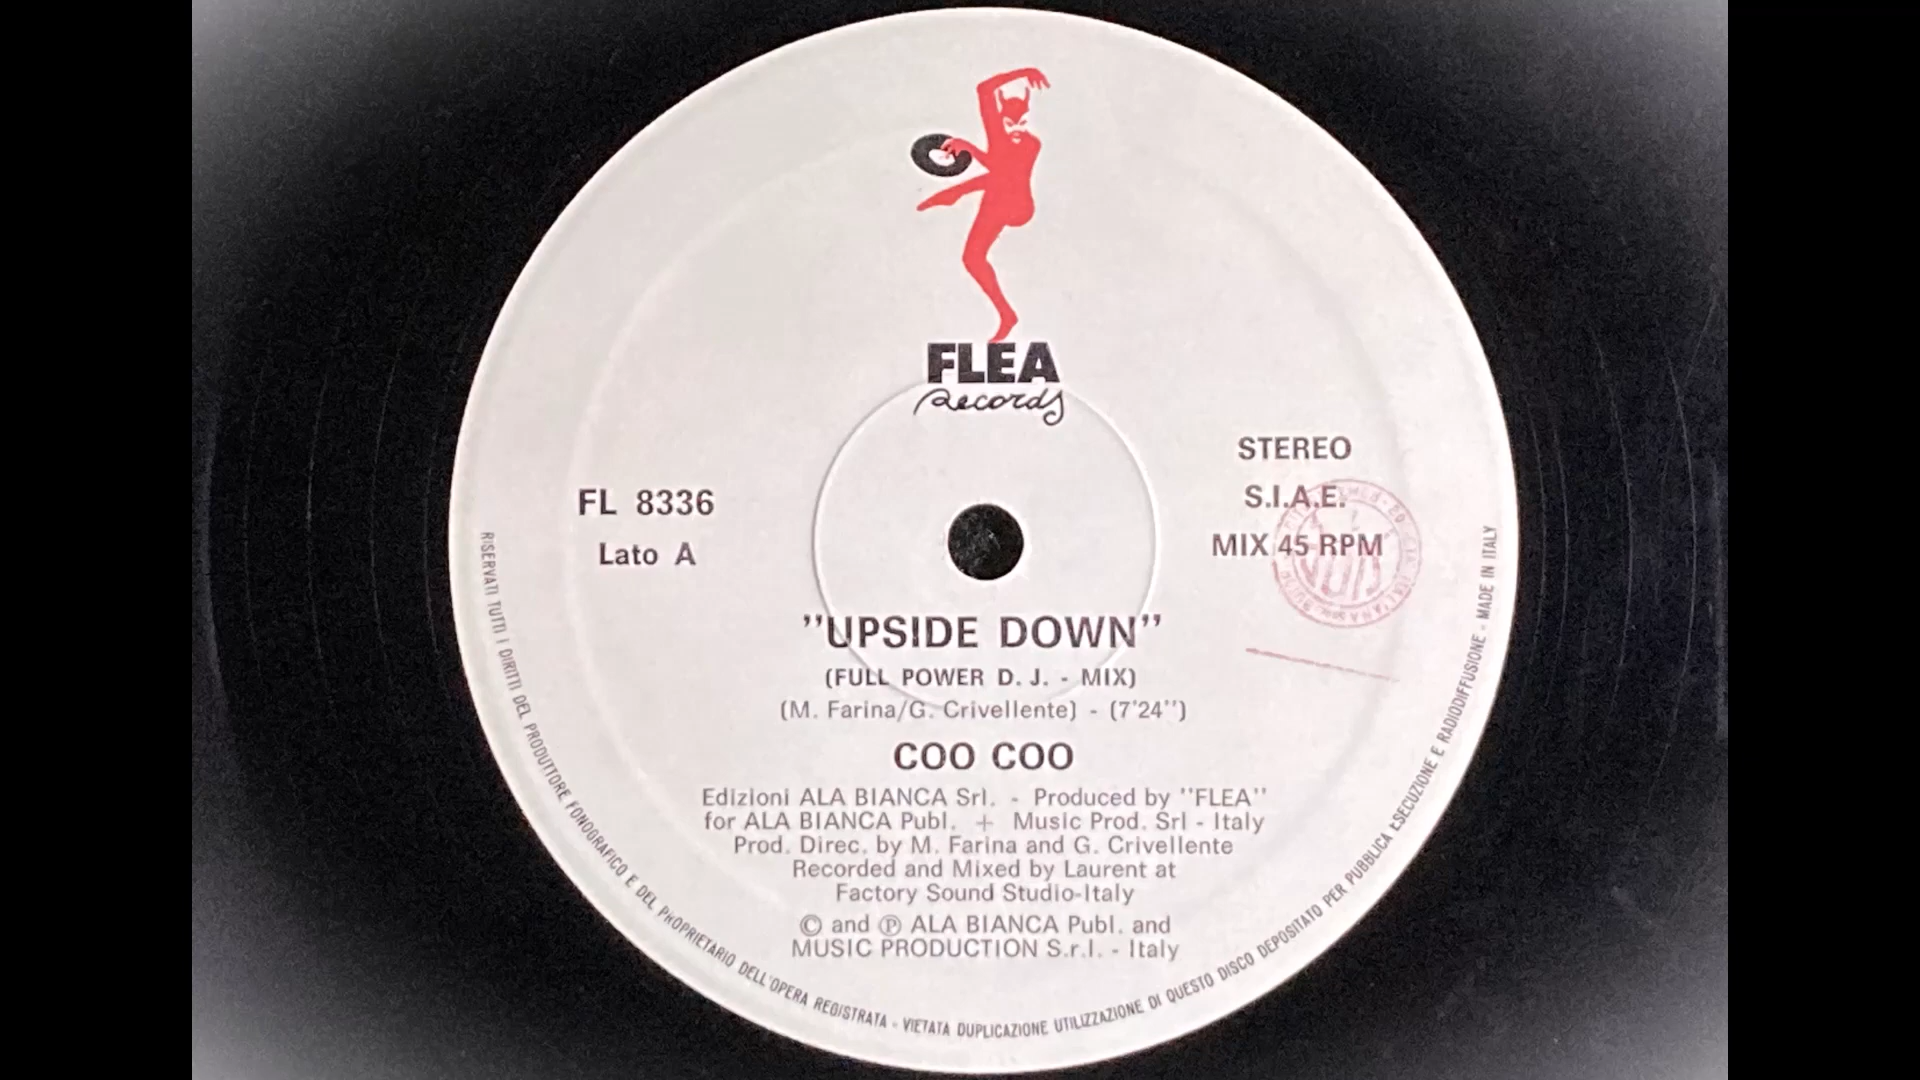 FLEA
Records
STEREO
FL 8336
S.I.A.E.
Lato A
MIX 45 RPM
"UPSIDE DOWN"
(FULL POWER D. J. - MIX)
(M. Farina/G. Crivellente) - (7'24")
COO COO
Edizioni ALA BIANCA Srl. - Produced by "FLEA"
for ALA BIANCA Publ. + Music Prod. Srl - Italy
Prod. Direc. by M. Farina and G. Crivellente
Recorded and Mixed by Laurent at
Factory Sound Studio-Italy
© and ℗ ALA BIANCA Publ. and
MUSIC PRODUCTION S.r.l. - Italy
RISERVATI TUTTI I DIRITTI DEL PRODUTTORE FONOGRAFICO E DEL PROPRIETARIO DELL'OPERA REGISTRATA - VIETATA DUPLICAZIONE UTILIZZAZIONE DI QUESTO DISCO DEPOSITATO PER PUBBLICA ESECUZIONE E RADIODIFFUSIONE - MADE IN ITALY